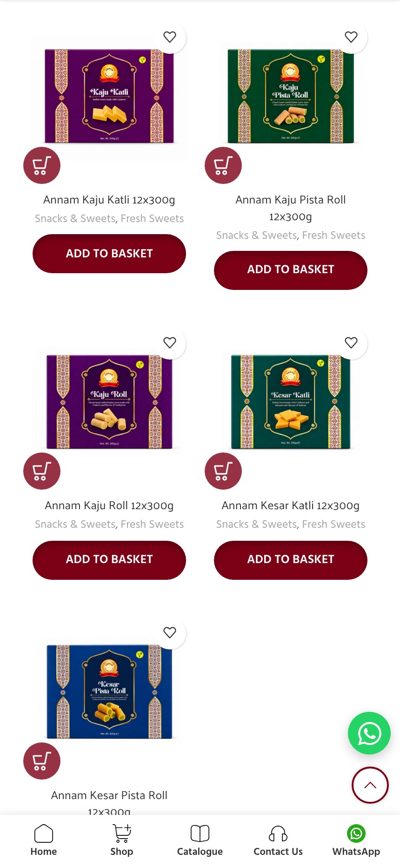 Kaju Katli
Kaju
Pista Roll
Annam Kaju Katli 12x300g
Snacks & Sweets, Fresh Sweets
ADD TO BASKET
Annam Kaju Pista Roll
12x300g
Snacks & Sweets, Fresh Sweets
ADD TO BASKET
Kaju Roll
Kesar Katli
Annam Kaju Roll 12x300g
Snacks & Sweets, Fresh Sweets
ADD TO BASKET
Annam Kesar Katli 12x300g
Snacks & Sweets, Fresh Sweets
ADD TO BASKET
Kesar
Pista Roll
Annam Kesar Pista Roll
12x300g
Home
Shop
Catalogue
Contact Us
WhatsApp